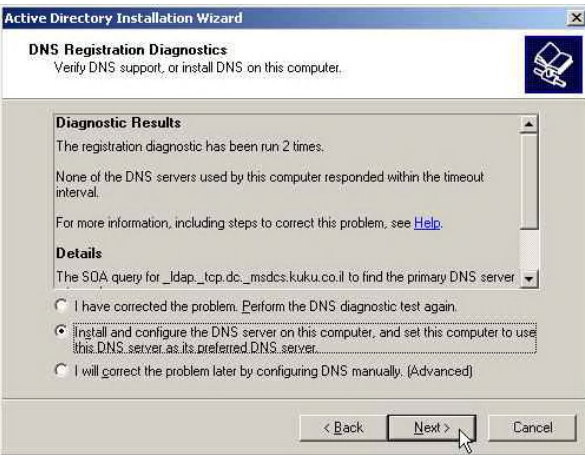 Active Directory Installation Wizard
DNS Registration Diagnostics
Verify DNS support, or install DNS on this computer.
Diagnostic Results
The registration diagnostic has been run 2 times.
None of the DNS servers used by this computer responded within the timeout
interval.
For more information, including steps to correct this problem, see Help.
Details
The SOA query for _ldap._tcp.dc._msdcs.kuku.co.il to find the primary DNS server
I have corrected the problem. Perform the DNS diagnostic test again.
Install and configure the DNS server on this computer, and set this computer to use
this DNS server as its preferred DNS server.
I will correct the problem later by configuring DNS manually. (Advanced)
< Back Next > Cancel